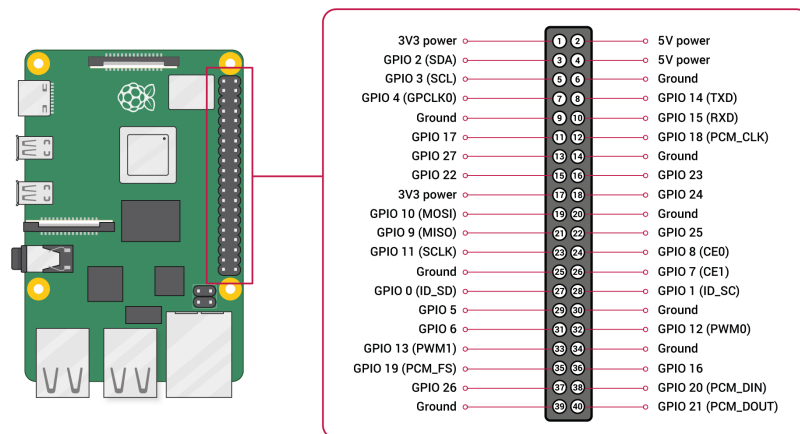 3V3 power 1 2 5V power
GPIO 2 (SDA) 3 4 5V power
GPIO 3 (SCL) 5 6 Ground
GPIO 4 (GPCLK0) 7 8 GPIO 14 (TXD)
Ground 9 10 GPIO 15 (RXD)
GPIO 17 11 12 GPIO 18 (PCM_CLK)
GPIO 27 13 14 Ground
GPIO 22 15 16 GPIO 23
3V3 power 17 18 GPIO 24
GPIO 10 (MOSI) 19 20 Ground
GPIO 9 (MISO) 21 22 GPIO 25
GPIO 11 (SCLK) 23 24 GPIO 8 (CE0)
Ground 25 26 GPIO 7 (CE1)
GPIO 0 (ID_SD) 27 28 GPIO 1 (ID_SC)
GPIO 5 29 30 Ground
GPIO 6 31 32 GPIO 12 (PWM0)
GPIO 13 (PWM1) 33 34 Ground
GPIO 19 (PCM_FS) 35 36 GPIO 16
GPIO 26 37 38 GPIO 20 (PCM_DIN)
Ground 39 40 GPIO 21 (PCM_DOUT)